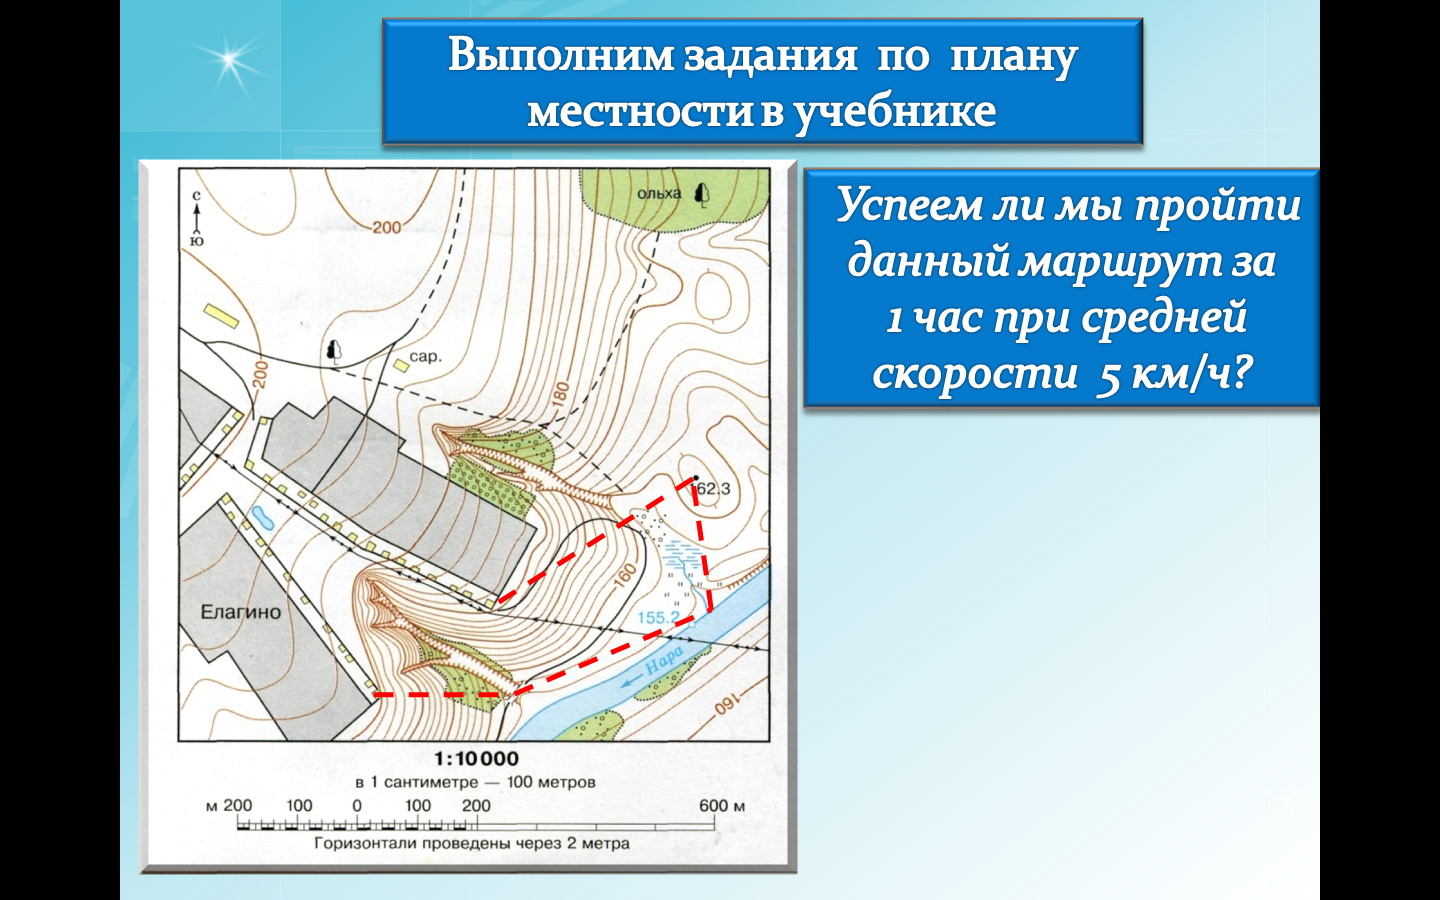 Выполним задания по плану
местности в учебнике
Успеем ли мы пройти
данный маршрут за
1 час при средней
скорости 5 км/ч?
ольха
с
ю
200
200
сар.
180
162.3
160
155.2
Елагино
Нара
160
1:10 000
в 1 сантиметре — 100 метров
м 200 100 0 100 200 600 м
Горизонтали проведены через 2 метра